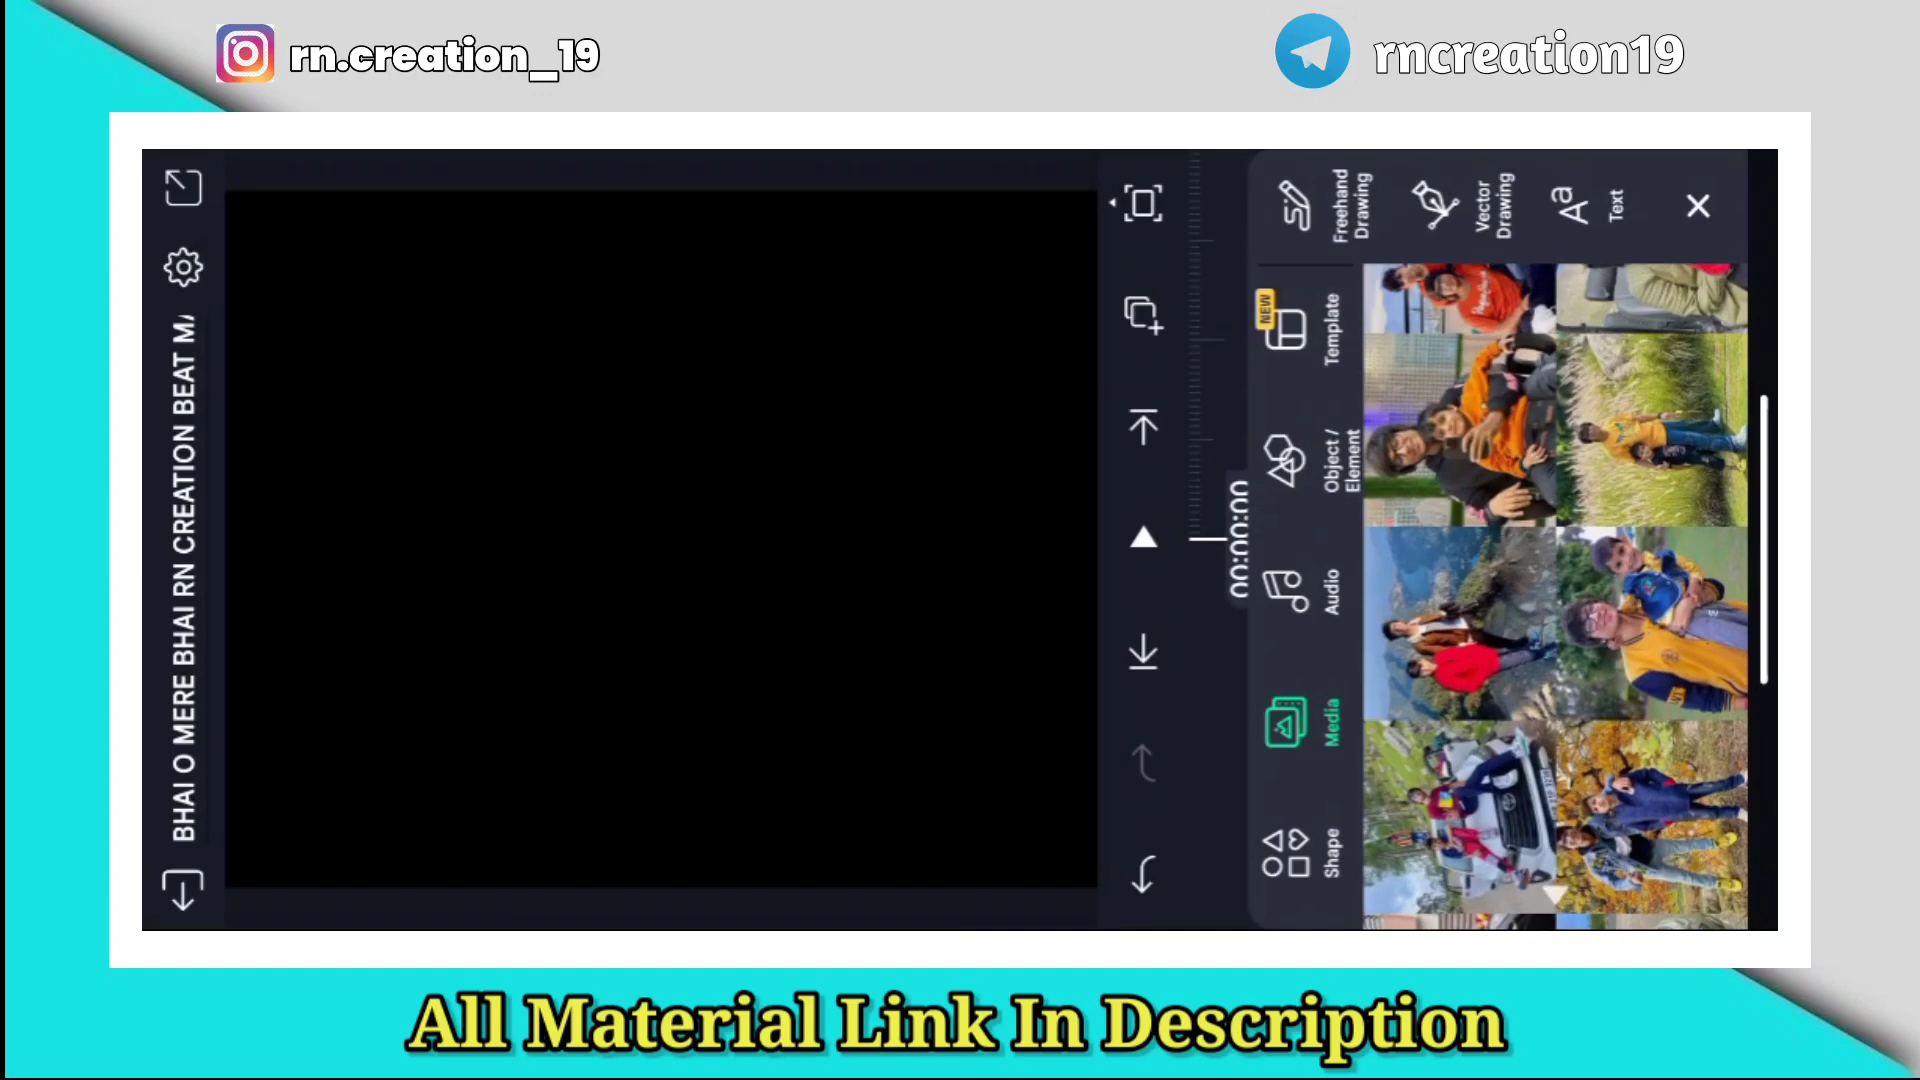 rn.creation_19
rncreation19
BHAI O MERE BHAI RN CREATION BEAT M
00:00:00
Freehand
Drawing
Vector
Drawing
Aa
Text
NEW
Template
Object /
Element
Audio
Media
Shape
All Material Link In Description